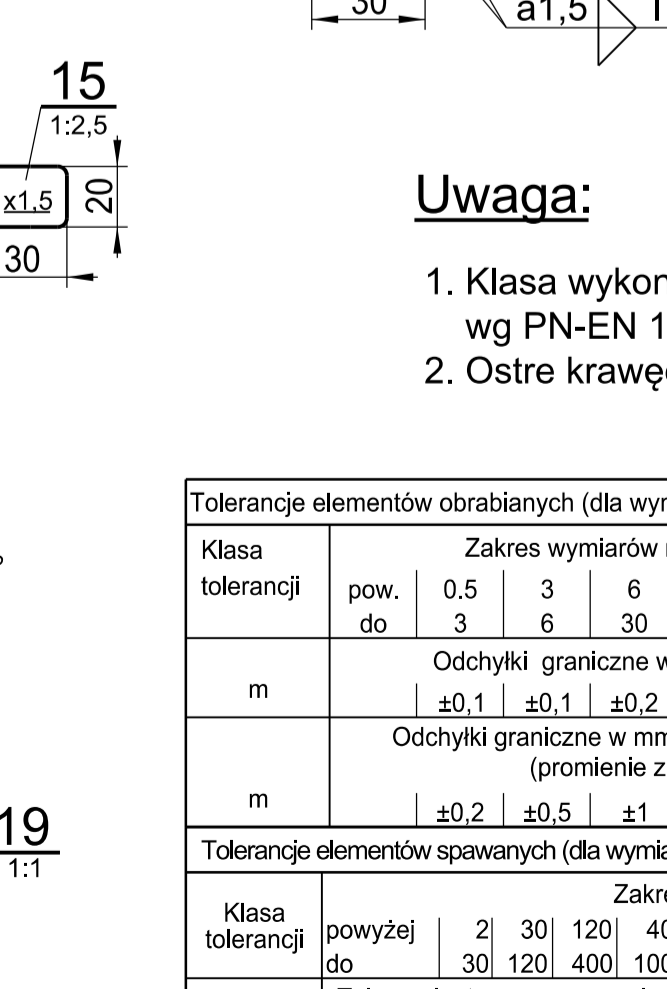 30
a1,5
15
1:2,5
x1,5
20
30
Uwaga:
1. Klasa wykon
wg PN-EN 1
2. Ostre krawę
Tolerancje elementów obrabianych (dla wym
Klasa tolerancji
Zakres wymiarów
pow. 0.5 3 6
do 3 6 30
Odchyłki graniczne w
m ±0,1 ±0,1 ±0,2
Odchyłki graniczne w mm
(promienie z
m ±0,2 ±0,5 ±1
19
1:1
Tolerancje elementów spawanych (dla wymia
Klasa tolerancji
Zakre
powyżej 2 30 120 40
do 30 120 400 100